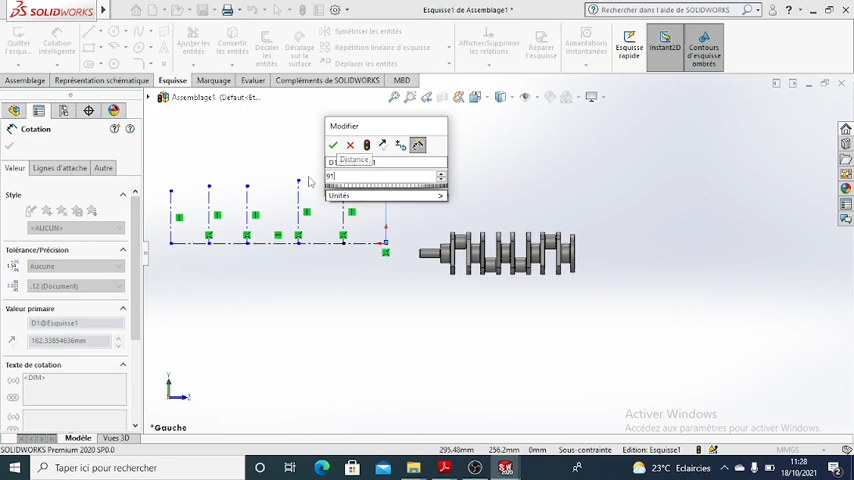 SOLIDWORKS
Esquisse1 de Assemblage1 *
Rechercher dans l'aide de SOLIDWORKS
Quitter l'esquisse
Cotation intelligente
Ajuster les entités
Convertir les entités
Décaler les entités
Décalage sur la surface
Symétriser les entités
Répétition linéaire d'esquisse
Déplacer les entités
Afficher/Supprimer les relations
Réparer l'esquisse
Aimantations instantanées
Esquisse rapide
Instant2D
Contours d'esquisse ombrés
Assemblage
Représentation schématique
Esquisse
Marquage
Evaluer
Compléments de SOLIDWORKS
MBD
Assemblage1 (Défaut<Et...
Cotation
Valeur
Lignes d'attache
Autre
Style
<AUCUN>
Tolérance/Précision
Aucune
.12 (Document)
Valeur primaire
D1@Esquisse1
162.33854636mm
Texte de cotation
<DIM>
Modifier
Distance
91
Unités
Y
Z
*Gauche
Activer Windows
Accédez aux paramètres pour activer Windows.
Modèle
Vues 3D
SOLIDWORKS Premium 2020 SP0.0
295.48mm
256.2mm
0mm
Sous-contrainte
Edition: Esquisse1
MMGS
Taper ici pour rechercher
23°C Eclaircies
11:28
18/10/2021